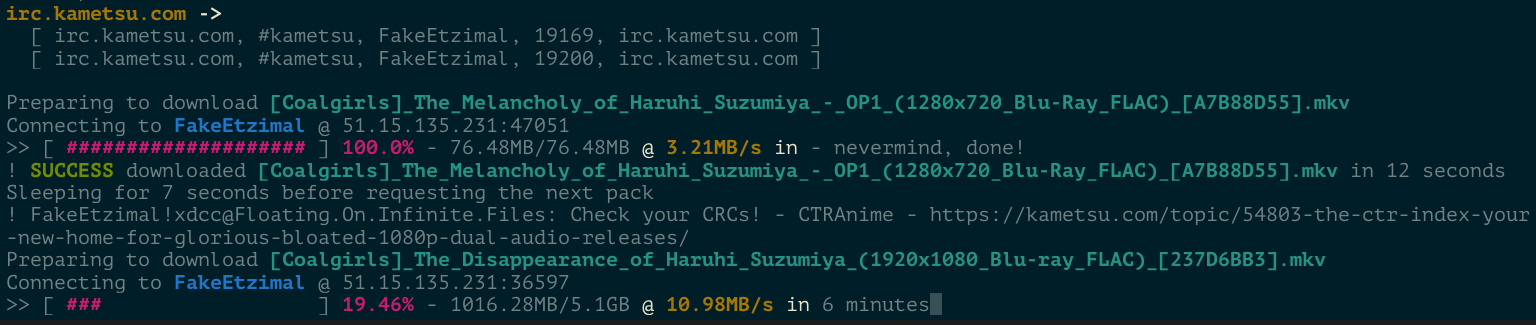 irc.kametsu.com ->
[ irc.kametsu.com, #kametsu, FakeEtzimal, 19169, irc.kametsu.com ]
[ irc.kametsu.com, #kametsu, FakeEtzimal, 19200, irc.kametsu.com ]
Preparing to download [Coalgirls]_The_Melancholy_of_Haruhi_Suzumiya_-_OP1_(1280x720_Blu-Ray_FLAC)_[A7B88D55].mkv
Connecting to FakeEtzimal @ 51.15.135.231:47051
>> [ #################### ] 100.0% - 76.48MB/76.48MB @ 3.21MB/s in - nevermind, done!
! SUCCESS downloaded [Coalgirls]_The_Melancholy_of_Haruhi_Suzumiya_-_OP1_(1280x720_Blu-Ray_FLAC)_[A7B88D55].mkv in 12 seconds
Sleeping for 7 seconds before requesting the next pack
! FakeEtzimal!xdcc@Floating.On.Infinite.Files: Check your CRCs! - CTRAnime - https://kametsu.com/topic/54803-the-ctr-index-your
-new-home-for-glorious-bloated-1080p-dual-audio-releases/
Preparing to download [Coalgirls]_The_Disappearance_of_Haruhi_Suzumiya_(1920x1080_Blu-ray_FLAC)_[237D6BB3].mkv
Connecting to FakeEtzimal @ 51.15.135.231:36597
>> [ ###                  ] 19.46% - 1016.28MB/5.1GB @ 10.98MB/s in 6 minutes